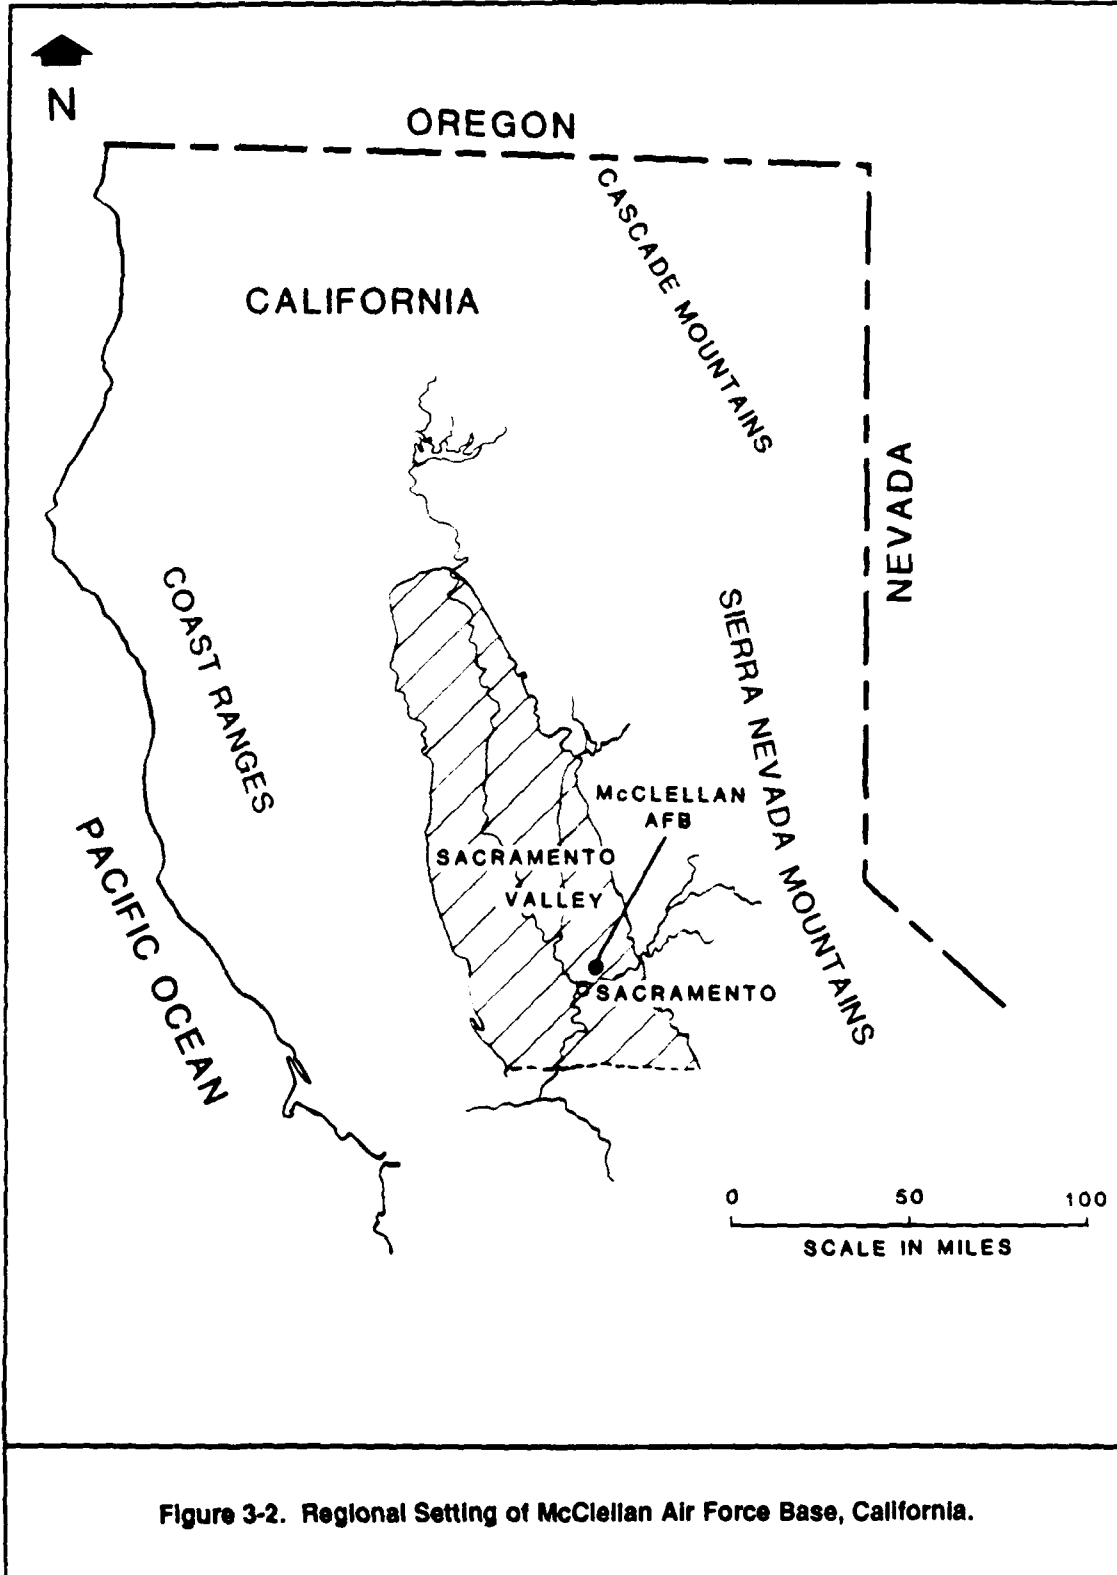 N
OREGON
CASCADE MOUNTAINS
CALIFORNIA
NEVADA
COAST RANGES
SIERRA NEVADA MOUNTAINS
McCLELLAN
AFB
PACIFIC OCEAN
SACRAMENTO
VALLEY
SACRAMENTO
0 50 100
SCALE IN MILES
Figure 3-2. Regional Setting of McClellan Air Force Base, California.